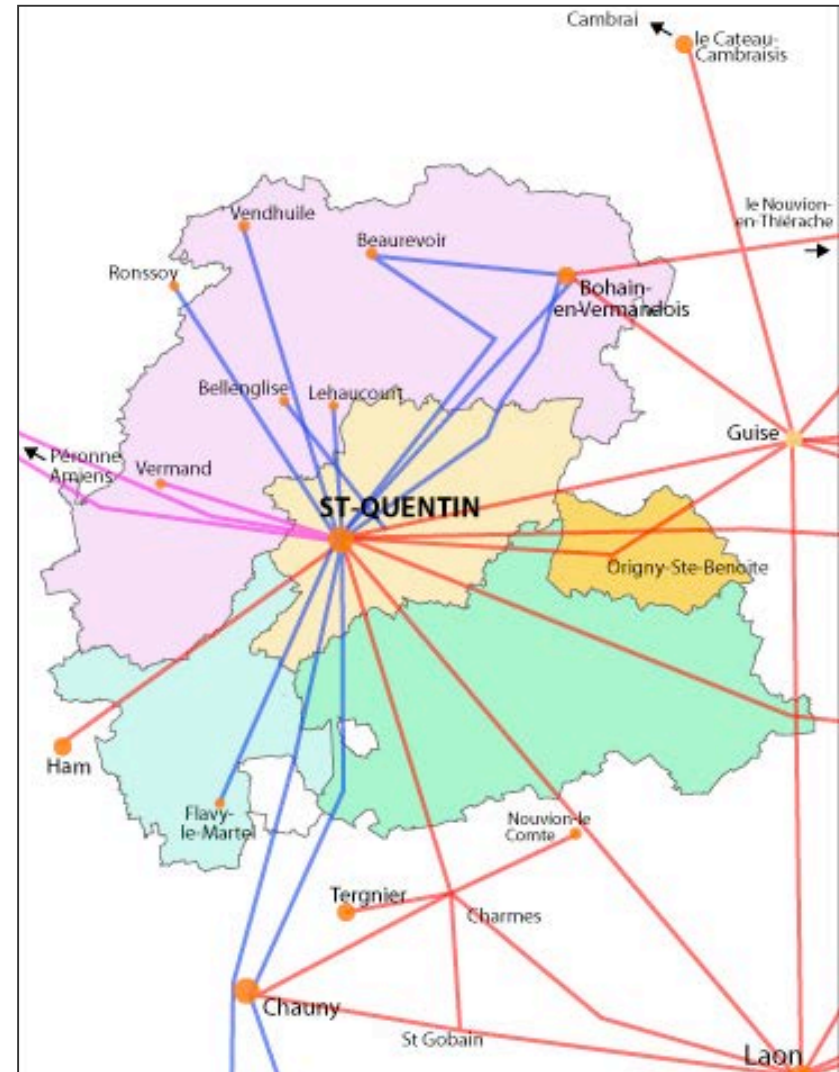 Cambrai
le Cateau-
Cambraisis
le Nouvion-
en-Thiérache
Vendhuile
Beaurevoir
Ronssoy
Bohain-
en-Vermandois
Bellenglise
Lehaucourt
Guise
Péronne
Amiens
Vermand
ST-QUENTIN
Origny-Ste-Benoite
Ham
Flavy-
le-Martel
Nouvion-le
Comte
Tergnier
Charmes
Chauny
St Gobain
Laon